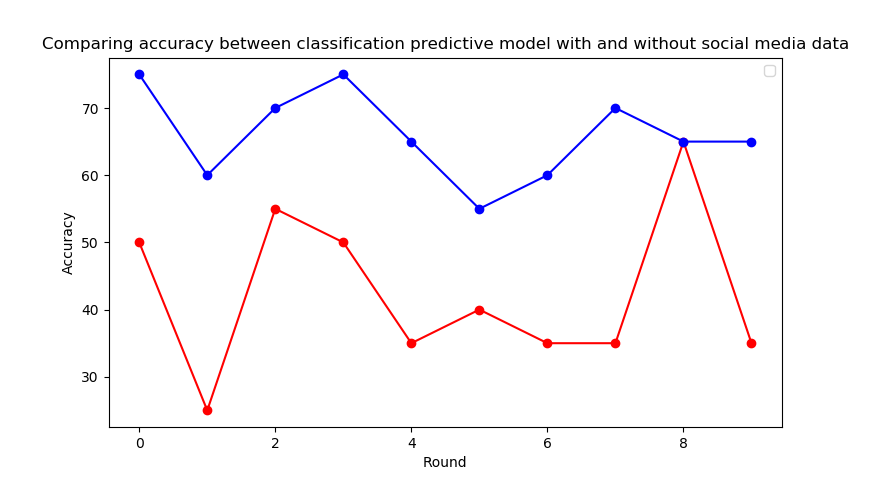 Comparing accuracy between classification predictive model with and without social media data
70
60
50
40
30
Accuracy
0 2 4 6 8
Round